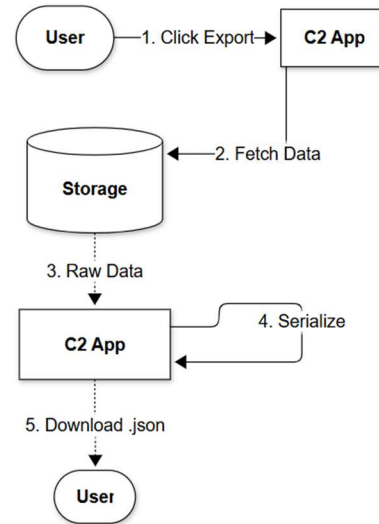 User
1. Click Export
C2 App
2. Fetch Data
Storage
3. Raw Data
C2 App
4. Serialize
5. Download .json
User